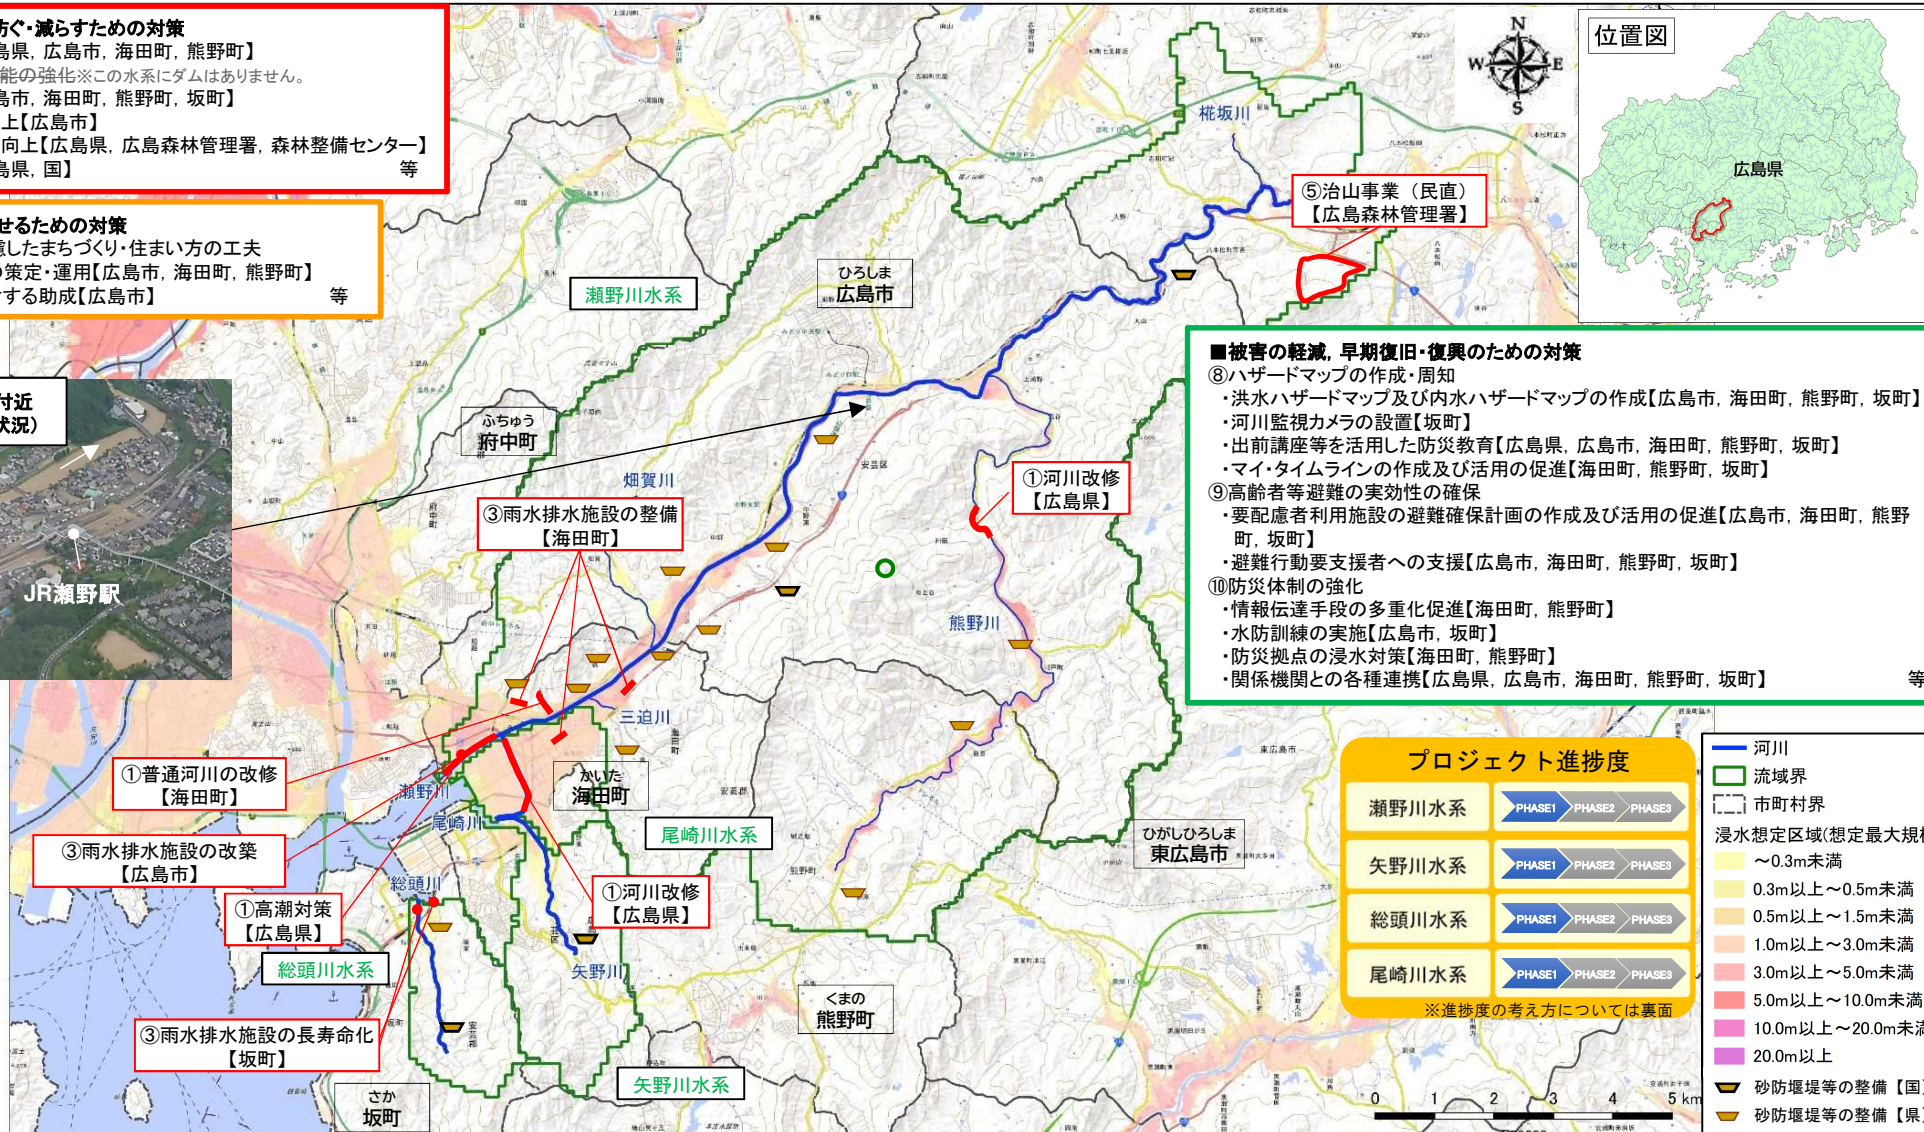 防ぐ・減らすための対策
島県, 広島市, 海田町, 熊野町】
能の強化※この水系にダムはありません。
島市, 海田町, 熊野町, 坂町】
上【広島市】
向上【広島県, 広島森林管理署, 森林整備センター】
島県, 国】 等
せるための対策
慮したまちづくり・住まい方の工夫
の策定・運用【広島市, 海田町, 熊野町】
する助成【広島市】 等
付近
状況）
JR瀬野駅
位置図
広島県
N
W
E
S
椛坂川
⑤治山事業（民直）
【広島森林管理署】
瀬野川水系
ひろしま
広島市
ふちゅう
府中町
畑賀川
③雨水排水施設の整備
【海田町】
①河川改修
【広島県】
熊野川
安芸区
■被害の軽減, 早期復旧・復興のための対策
⑧ハザードマップの作成・周知
・洪水ハザードマップ及び内水ハザードマップの作成【広島市, 海田町, 熊野町, 坂町】
・河川監視カメラの設置【坂町】
・出前講座等を活用した防災教育【広島県, 広島市, 海田町, 熊野町, 坂町】
・マイ・タイムラインの作成及び活用の促進【海田町, 熊野町, 坂町】
⑨高齢者等避難の実効性の確保
・要配慮者利用施設の避難確保計画の作成及び活用の促進【広島市, 海田町, 熊野
町, 坂町】
・避難行動要支援者への支援【広島市, 海田町, 熊野町, 坂町】
⑩防災体制の強化
・情報伝達手段の多重化促進【海田町, 熊野町】
・水防訓練の実施【広島市, 坂町】
・防災拠点の浸水対策【海田町, 熊野町】
・関係機関との各種連携【広島県, 広島市, 海田町, 熊野町, 坂町】 等
三迫川
①普通河川の改修
【海田町】
瀬野川
かいた
海田町
尾崎川
尾崎川水系
③雨水排水施設の改築
【広島市】
総頭川
①高潮対策
【広島県】
①河川改修
【広島県】
総頭川水系
矢野川
③雨水排水施設の長寿命化
【坂町】
矢野川水系
さか
坂町
くまの
熊野町
ひがしひろしま
東広島市
東広島市
プロジェクト進捗度
瀬野川水系 PHASE1 PHASE2 PHASE3
矢野川水系 PHASE1 PHASE2 PHASE3
総頭川水系 PHASE1 PHASE2 PHASE3
尾崎川水系 PHASE1 PHASE2 PHASE3
※進捗度の考え方については裏面
河川
流域界
市町村界
浸水想定区域(想定最大規模
～0.3m未満
0.3m以上～0.5m未満
0.5m以上～1.5m未満
1.0m以上～3.0m未満
3.0m以上～5.0m未満
5.0m以上～10.0m未満
10.0m以上～20.0m未満
20.0m以上
砂防堰堤等の整備【国】
砂防堰堤等の整備【県】
0 1 2 3 4 5 km